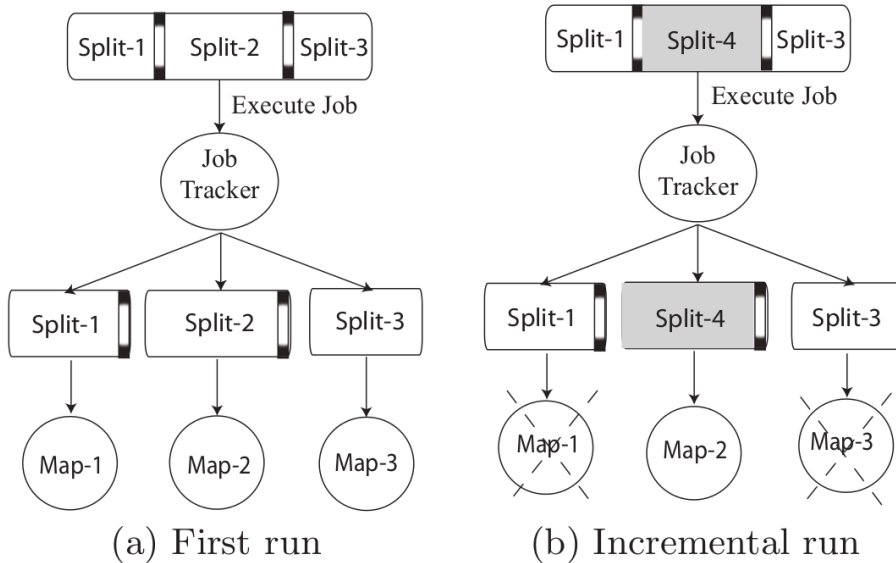 Split-1 Split-2 Split-3
Execute Job
Job
Tracker
Split-1 Split-2 Split-3
Map-1 Map-2 Map-3
(a) First run
Split-1 Split-4 Split-3
Execute Job
Job
Tracker
Split-1 Split-4 Split-3
Map-1 Map-2 Map-3
(b) Incremental run